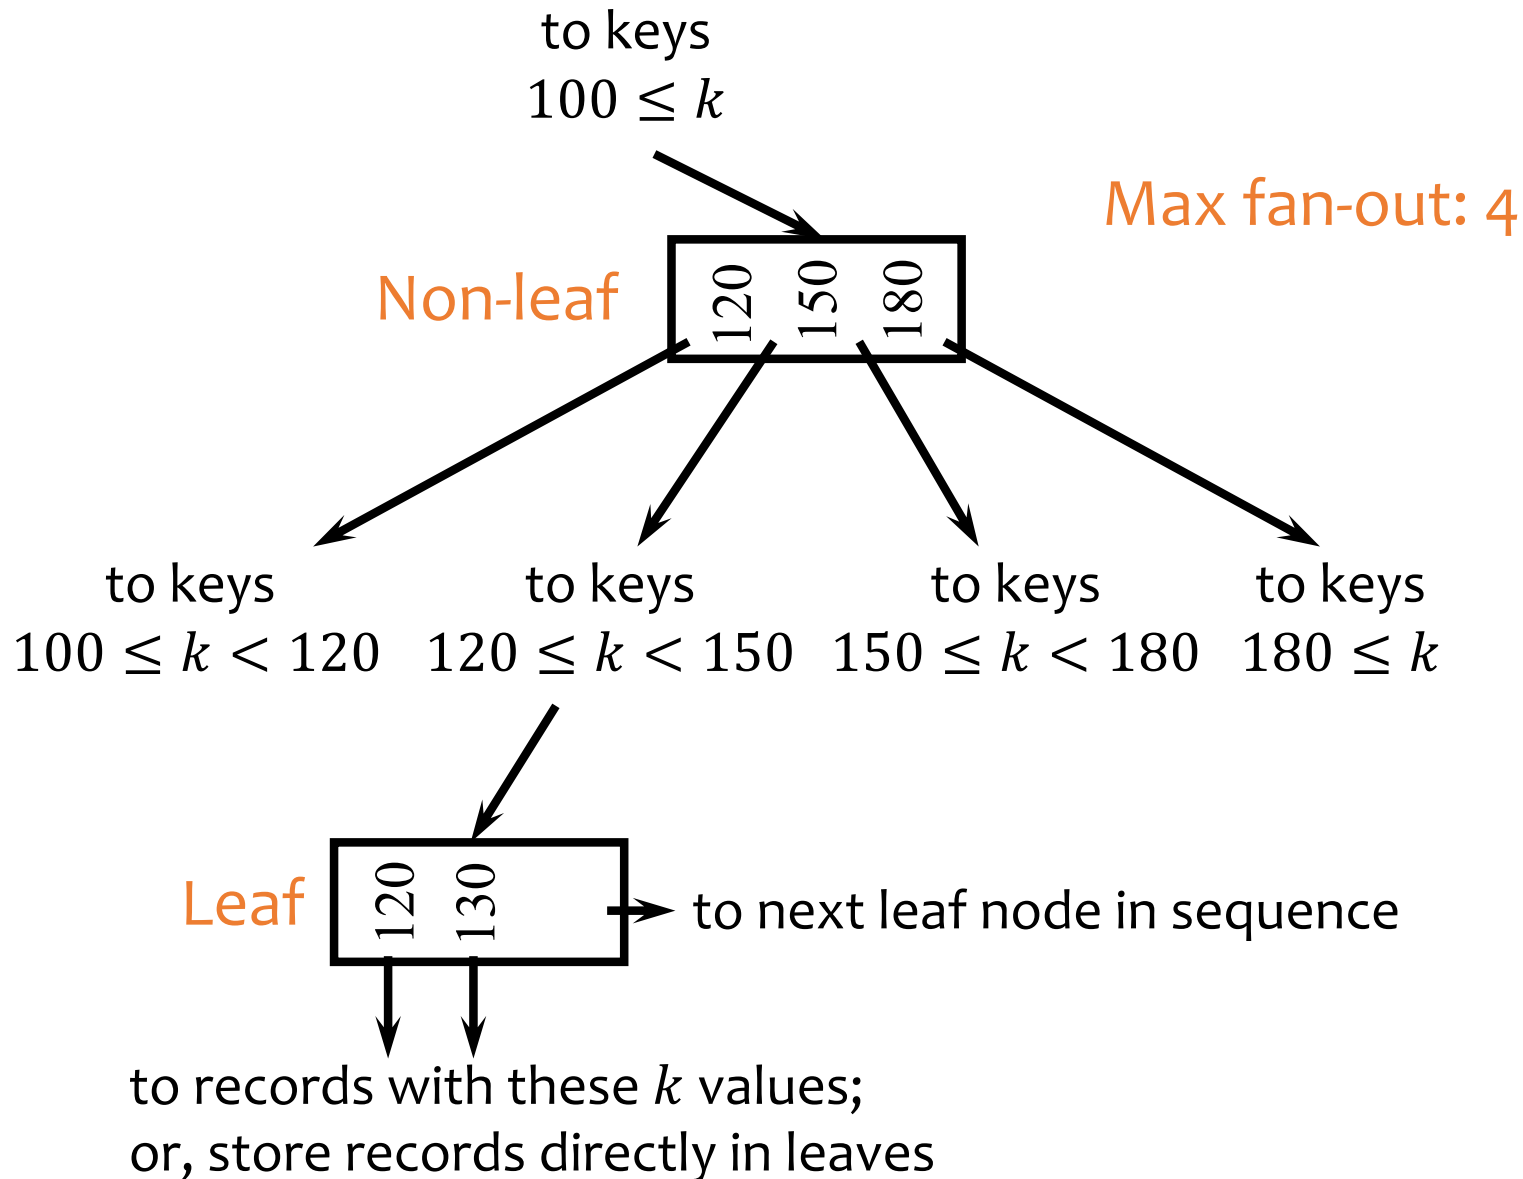 to keys
100 ≤ k
Max fan-out: 4
Non-leaf
120
150
180
to keys
100 ≤ k < 120
to keys
120 ≤ k < 150
to keys
150 ≤ k < 180
to keys
180 ≤ k
Leaf
120
130
to next leaf node in sequence
to records with these k values;
or, store records directly in leaves